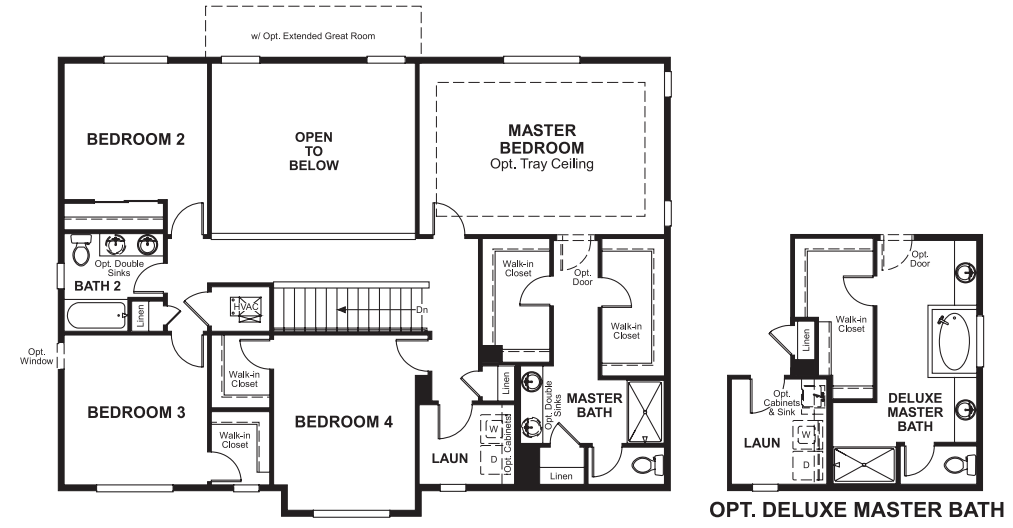 w/ Opt. Extended Great Room
BEDROOM 2
OPEN
TO
BELOW
MASTER
BEDROOM
Opt. Tray Ceiling
Opt. Double
Sinks
BATH 2
Linen
HVAC
Dn
Walk-in
Closet
Opt.
Door
Walk-in
Closet
Opt.
Window
BEDROOM 3
Walk-in
Closet
Walk-in
Closet
BEDROOM 4
Linen
Opt. Double
Sinks
MASTER
BATH
LAUN
W
D
Opt. Cabinets
Linen
Opt.
Door
Walk-in
Closet
Linen
Opt.
Cabinets
& Sink
LAUN
W
D
DELUXE
MASTER
BATH
OPT. DELUXE MASTER BATH